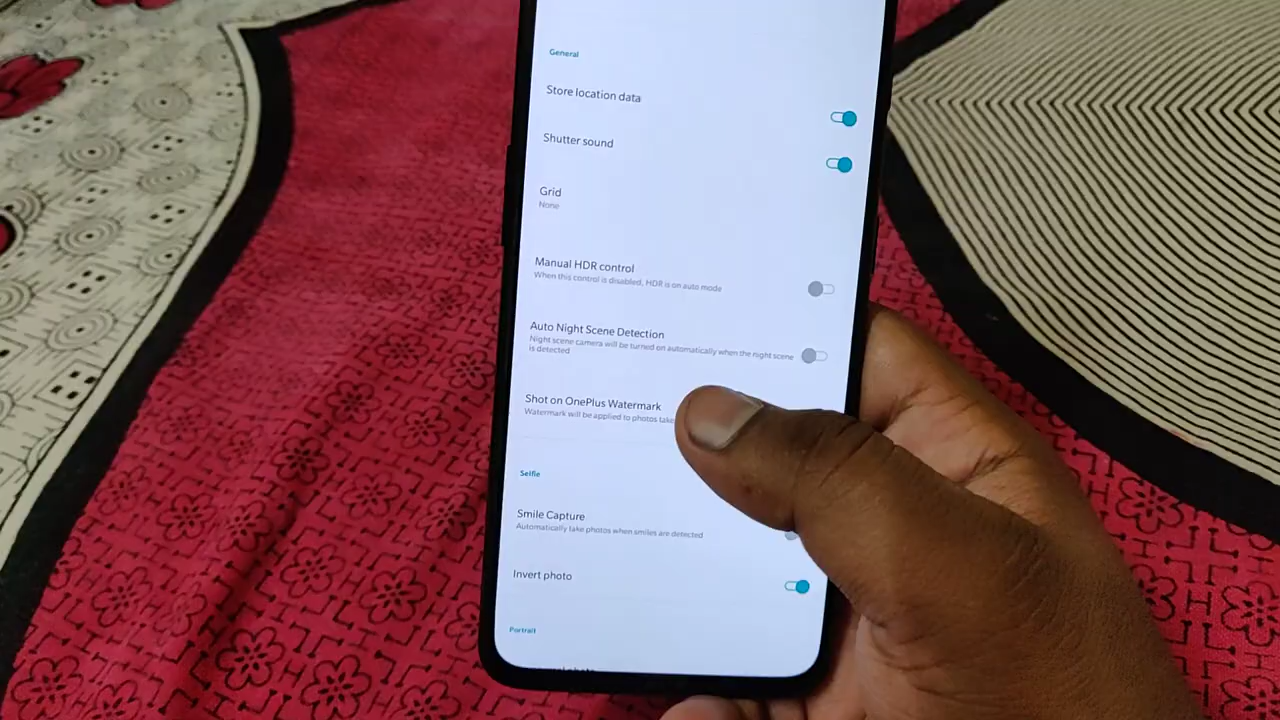 General
Store location data
Shutter sound
Grid
None
Manual HDR control
When this control is disabled, HDR is on auto mode
Auto Night Scene Detection
Night scene camera will be turned on automatically when the night scene
is detected
Shot on OnePlus Watermark
Watermark will be applied to photos take
Selfie
Smile Capture
Automatically take photos when smiles are detected
Invert photo
Portrait